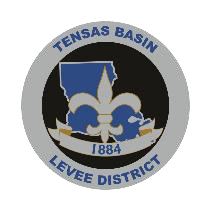 TENSAS BASIN
1884
LEVEE DISTRICT